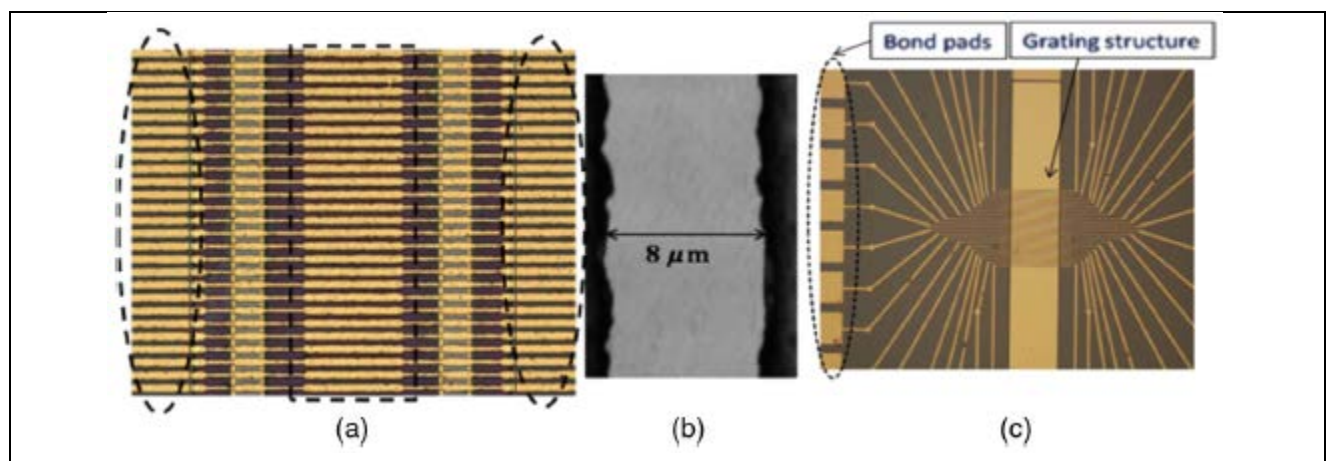 Bond pads
Grating structure
8 μm
(a)
(b)
(c)